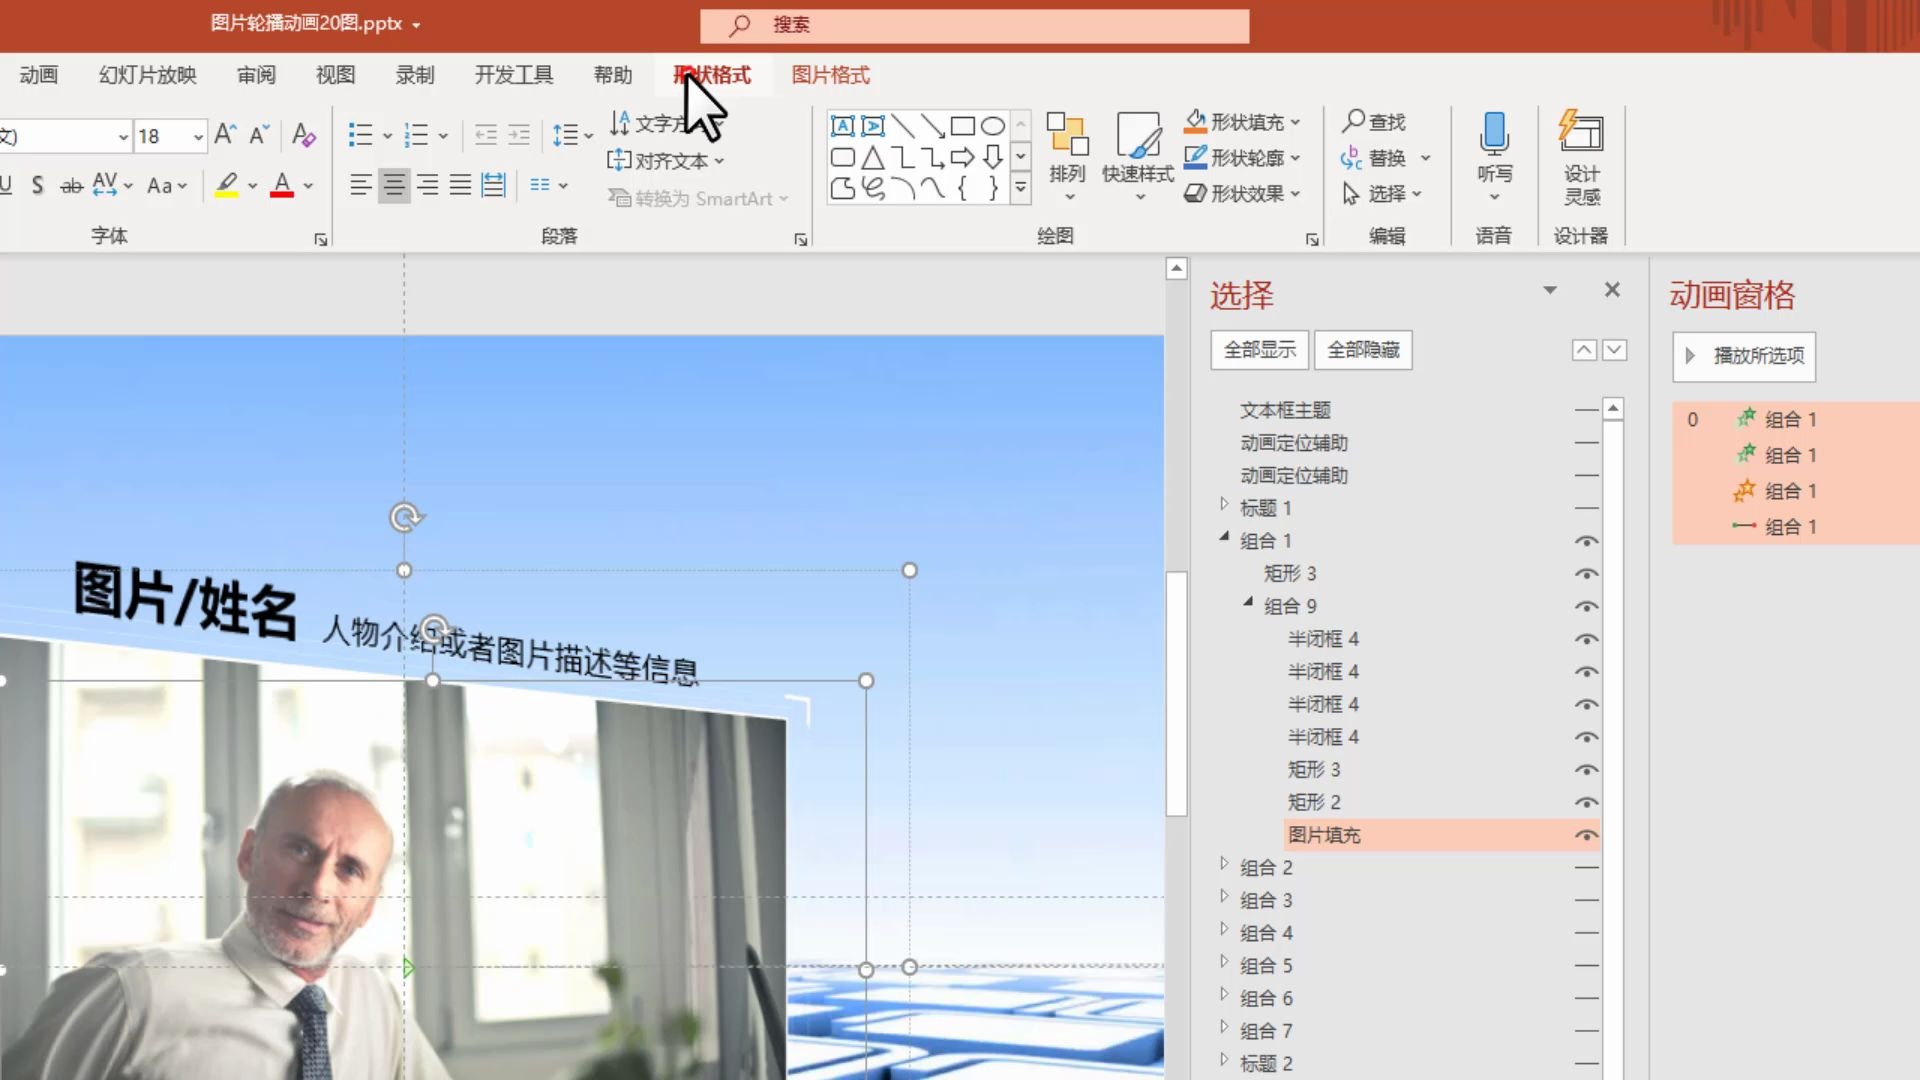 图片轮播动画20图.pptx
搜索
动画 幻灯片放映 审阅 视图 录制 开发工具 帮助 形状格式 图片格式
文) 18 A A A
文字方
形状填充
查找
对齐文本
形状轮廓
替换
U S ab AV Aa A
排列 快速样式
听写 设计
灵感
转换为 SmartArt
形状效果
选择
字体 段落 绘图 编辑 语音 设计器
选择
动画窗格
全部显示 全部隐藏
播放所选项
文本框主题
0 组合 1
动画定位辅助
组合 1
动画定位辅助
组合 1
标题 1
组合 1
组合 1
矩形 3
组合 9
半闭框 4
半闭框 4
半闭框 4
半闭框 4
矩形 3
矩形 2
图片填充
组合 2
组合 3
组合 4
组合 5
组合 6
组合 7
标题 2
图片/姓名
人物介绍或者图片描述等信息